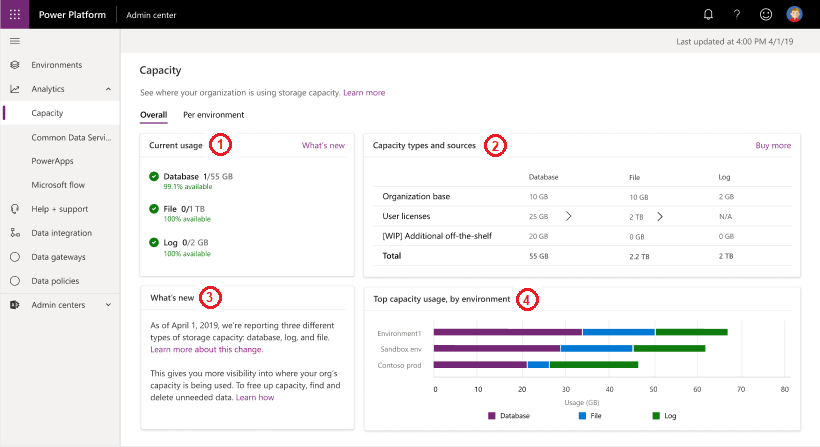 Power Platform Admin center
Last updated at 4:00 PM 4/1/19
Environments
Analytics
Capacity
Common Data Servi...
PowerApps
Microsoft flow
Help + support
Data integration
Data gateways
Data policies
Admin centers
Capacity
See where your organization is using storage capacity. Learn more
Overall Per environment
Current usage 1 What's new
Database 1/55 GB
99.1% available
File 0/1 TB
100% available
Log 0/2 GB
100% available
Capacity types and sources 2 Buy more
Database File Log
Organization base 10 GB 10 GB 2 GB
User licenses 25 GB 2 TB N/A
[WIP] Additional off-the-shelf 20 GB 0 GB 0 GB
Total 55 GB 2.2 TB 2 TB
What's new 3
As of April 1, 2019, we're reporting three different
types of storage capacity: database, log, and file.
Learn more about this change.
This gives you more visibility into where your org's
capacity is being used. To free up capacity, find and
delete unneeded data. Learn how
Top capacity usage, by environment 4
Environment1
Sandbox env
Contoso prod
0 10 20 30 40 50 60 70 80
Usage (GB)
Database File Log